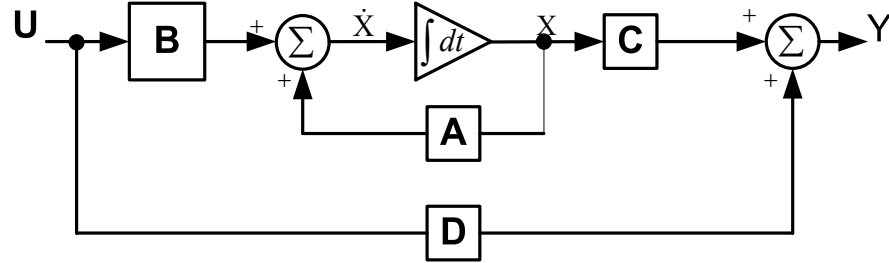 U B + Σ Ẋ ∫dt X C + Σ Y
+ A +
D